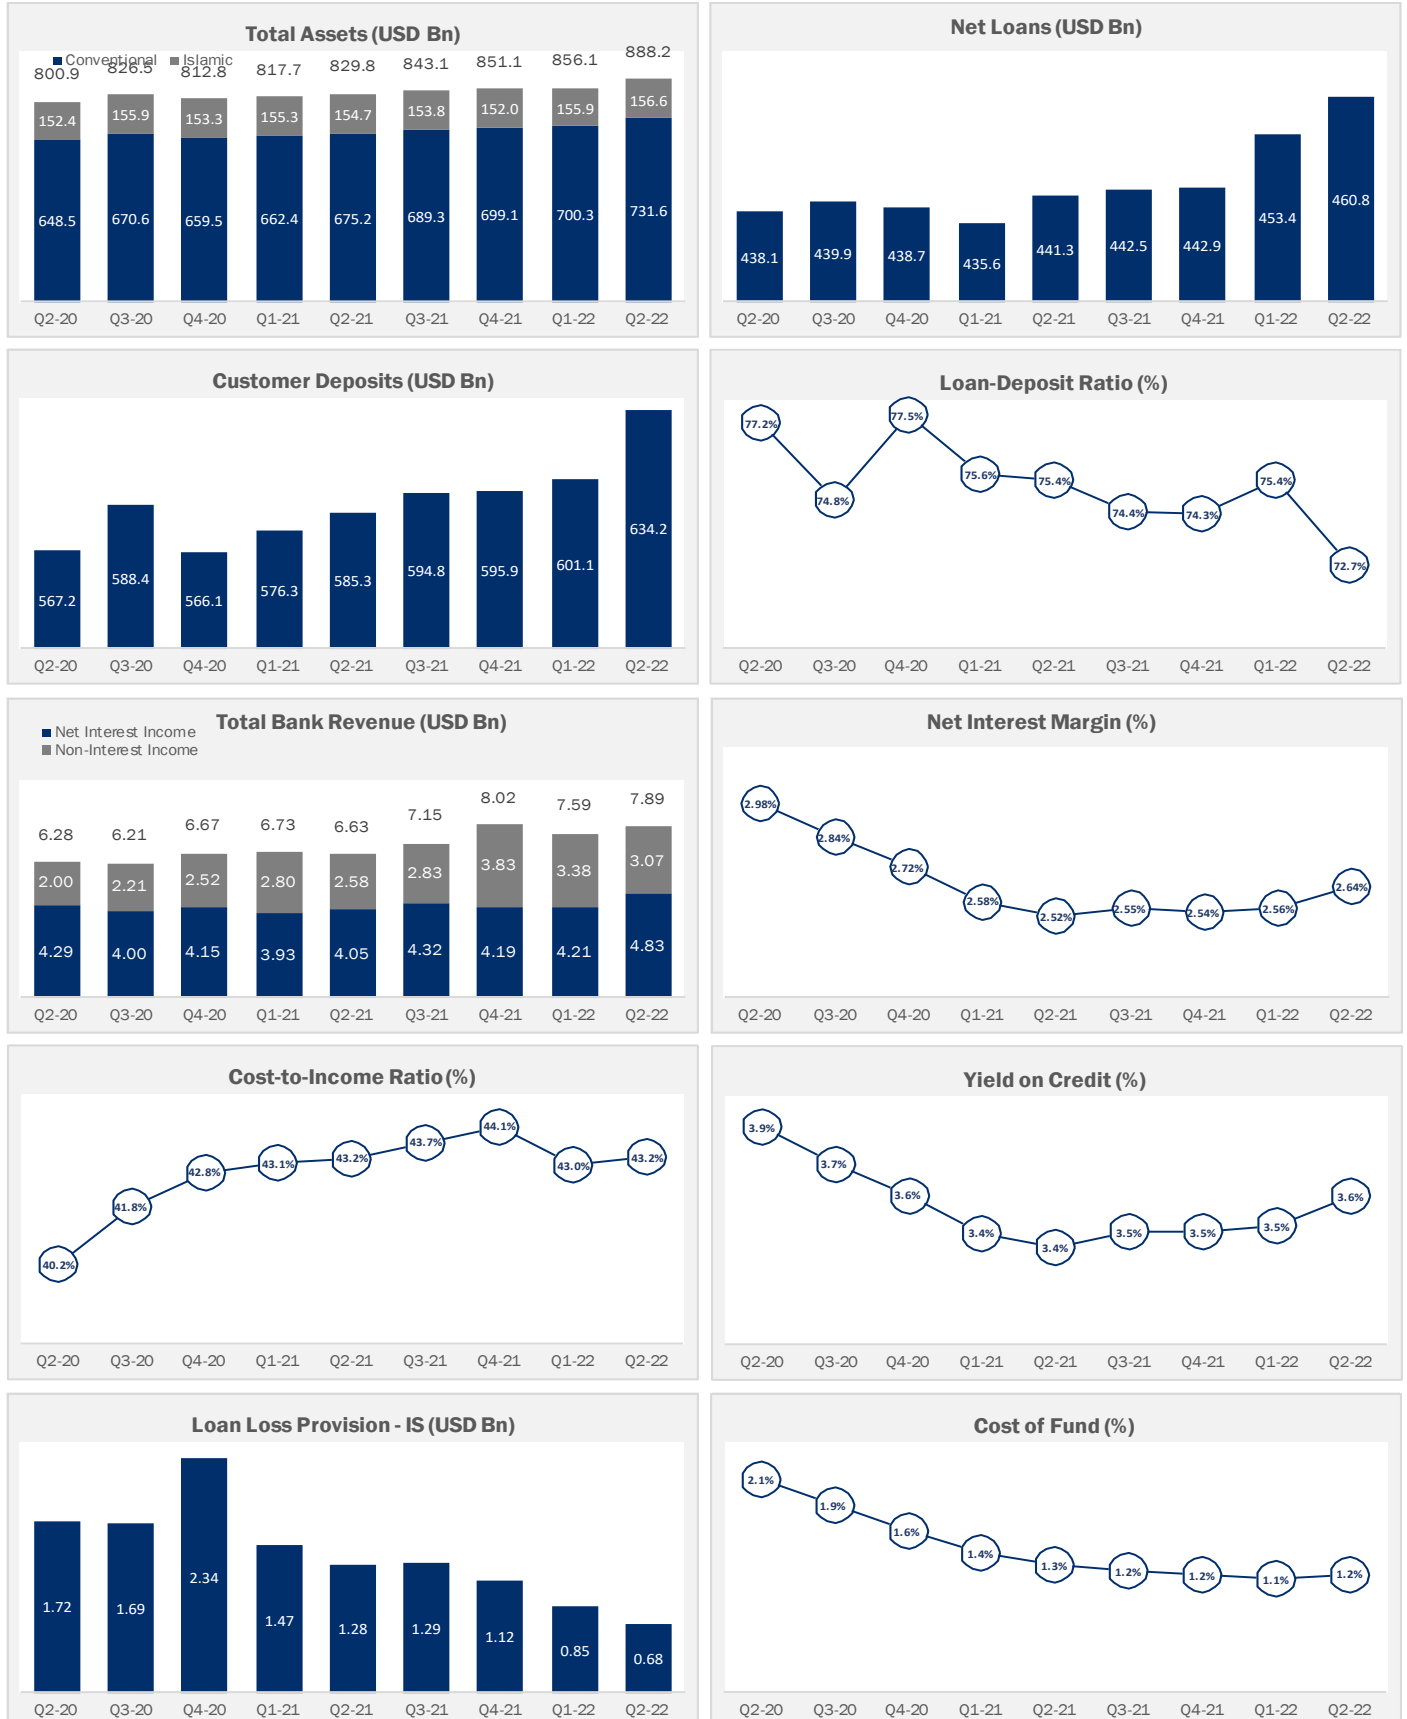 Total Assets (USD Bn)
Conventional Islamic
800.9 826.5 812.8 817.7 829.8 843.1 851.1 856.1 888.2
152.4 155.9 153.3 155.3 154.7 153.8 152.0 155.9 156.6
648.5 670.6 659.5 662.4 675.2 689.3 699.1 700.3 731.6
Q2-20 Q3-20 Q4-20 Q1-21 Q2-21 Q3-21 Q4-21 Q1-22 Q2-22
Net Loans (USD Bn)
438.1 439.9 438.7 435.6 441.3 442.5 442.9 453.4 460.8
Q2-20 Q3-20 Q4-20 Q1-21 Q2-21 Q3-21 Q4-21 Q1-22 Q2-22
Customer Deposits (USD Bn)
567.2 588.4 566.1 576.3 585.3 594.8 595.9 601.1 634.2
Q2-20 Q3-20 Q4-20 Q1-21 Q2-21 Q3-21 Q4-21 Q1-22 Q2-22
Loan-Deposit Ratio (%)
77.2% 74.8% 77.5% 75.6% 75.4% 74.4% 74.3% 75.4% 72.7%
Q2-20 Q3-20 Q4-20 Q1-21 Q2-21 Q3-21 Q4-21 Q1-22 Q2-22
Total Bank Revenue (USD Bn)
Net Interest Income
Non-Interest Income
6.28 6.21 6.67 6.73 6.63 7.15 8.02 7.59 7.89
2.00 2.21 2.52 2.80 2.58 2.83 3.83 3.38 3.07
4.29 4.00 4.15 3.93 4.05 4.32 4.19 4.21 4.83
Q2-20 Q3-20 Q4-20 Q1-21 Q2-21 Q3-21 Q4-21 Q1-22 Q2-22
Net Interest Margin (%)
2.98% 2.84% 2.72% 2.58% 2.52% 2.55% 2.54% 2.56% 2.64%
Q2-20 Q3-20 Q4-20 Q1-21 Q2-21 Q3-21 Q4-21 Q1-22 Q2-22
Cost-to-Income Ratio (%)
40.2% 41.8% 42.8% 43.1% 43.2% 43.7% 44.1% 43.0% 43.2%
Q2-20 Q3-20 Q4-20 Q1-21 Q2-21 Q3-21 Q4-21 Q1-22 Q2-22
Yield on Credit (%)
3.9% 3.7% 3.6% 3.4% 3.4% 3.5% 3.5% 3.5% 3.6%
Q2-20 Q3-20 Q4-20 Q1-21 Q2-21 Q3-21 Q4-21 Q1-22 Q2-22
Loan Loss Provision - IS (USD Bn)
1.72 1.69 2.34 1.47 1.28 1.29 1.12 0.85 0.68
Q2-20 Q3-20 Q4-20 Q1-21 Q2-21 Q3-21 Q4-21 Q1-22 Q2-22
Cost of Fund (%)
2.1% 1.9% 1.6% 1.4% 1.3% 1.2% 1.2% 1.1% 1.2%
Q2-20 Q3-20 Q4-20 Q1-21 Q2-21 Q3-21 Q4-21 Q1-22 Q2-22